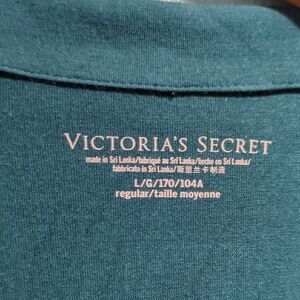 VICTORIA'S SECRET
made in Sri Lanka/fabriqué au Sri Lanka/hecho en Sri Lanka/
fabbricato in Sri Lanka/斯里兰卡制造
L/G/170/104A
regular/taille moyenne